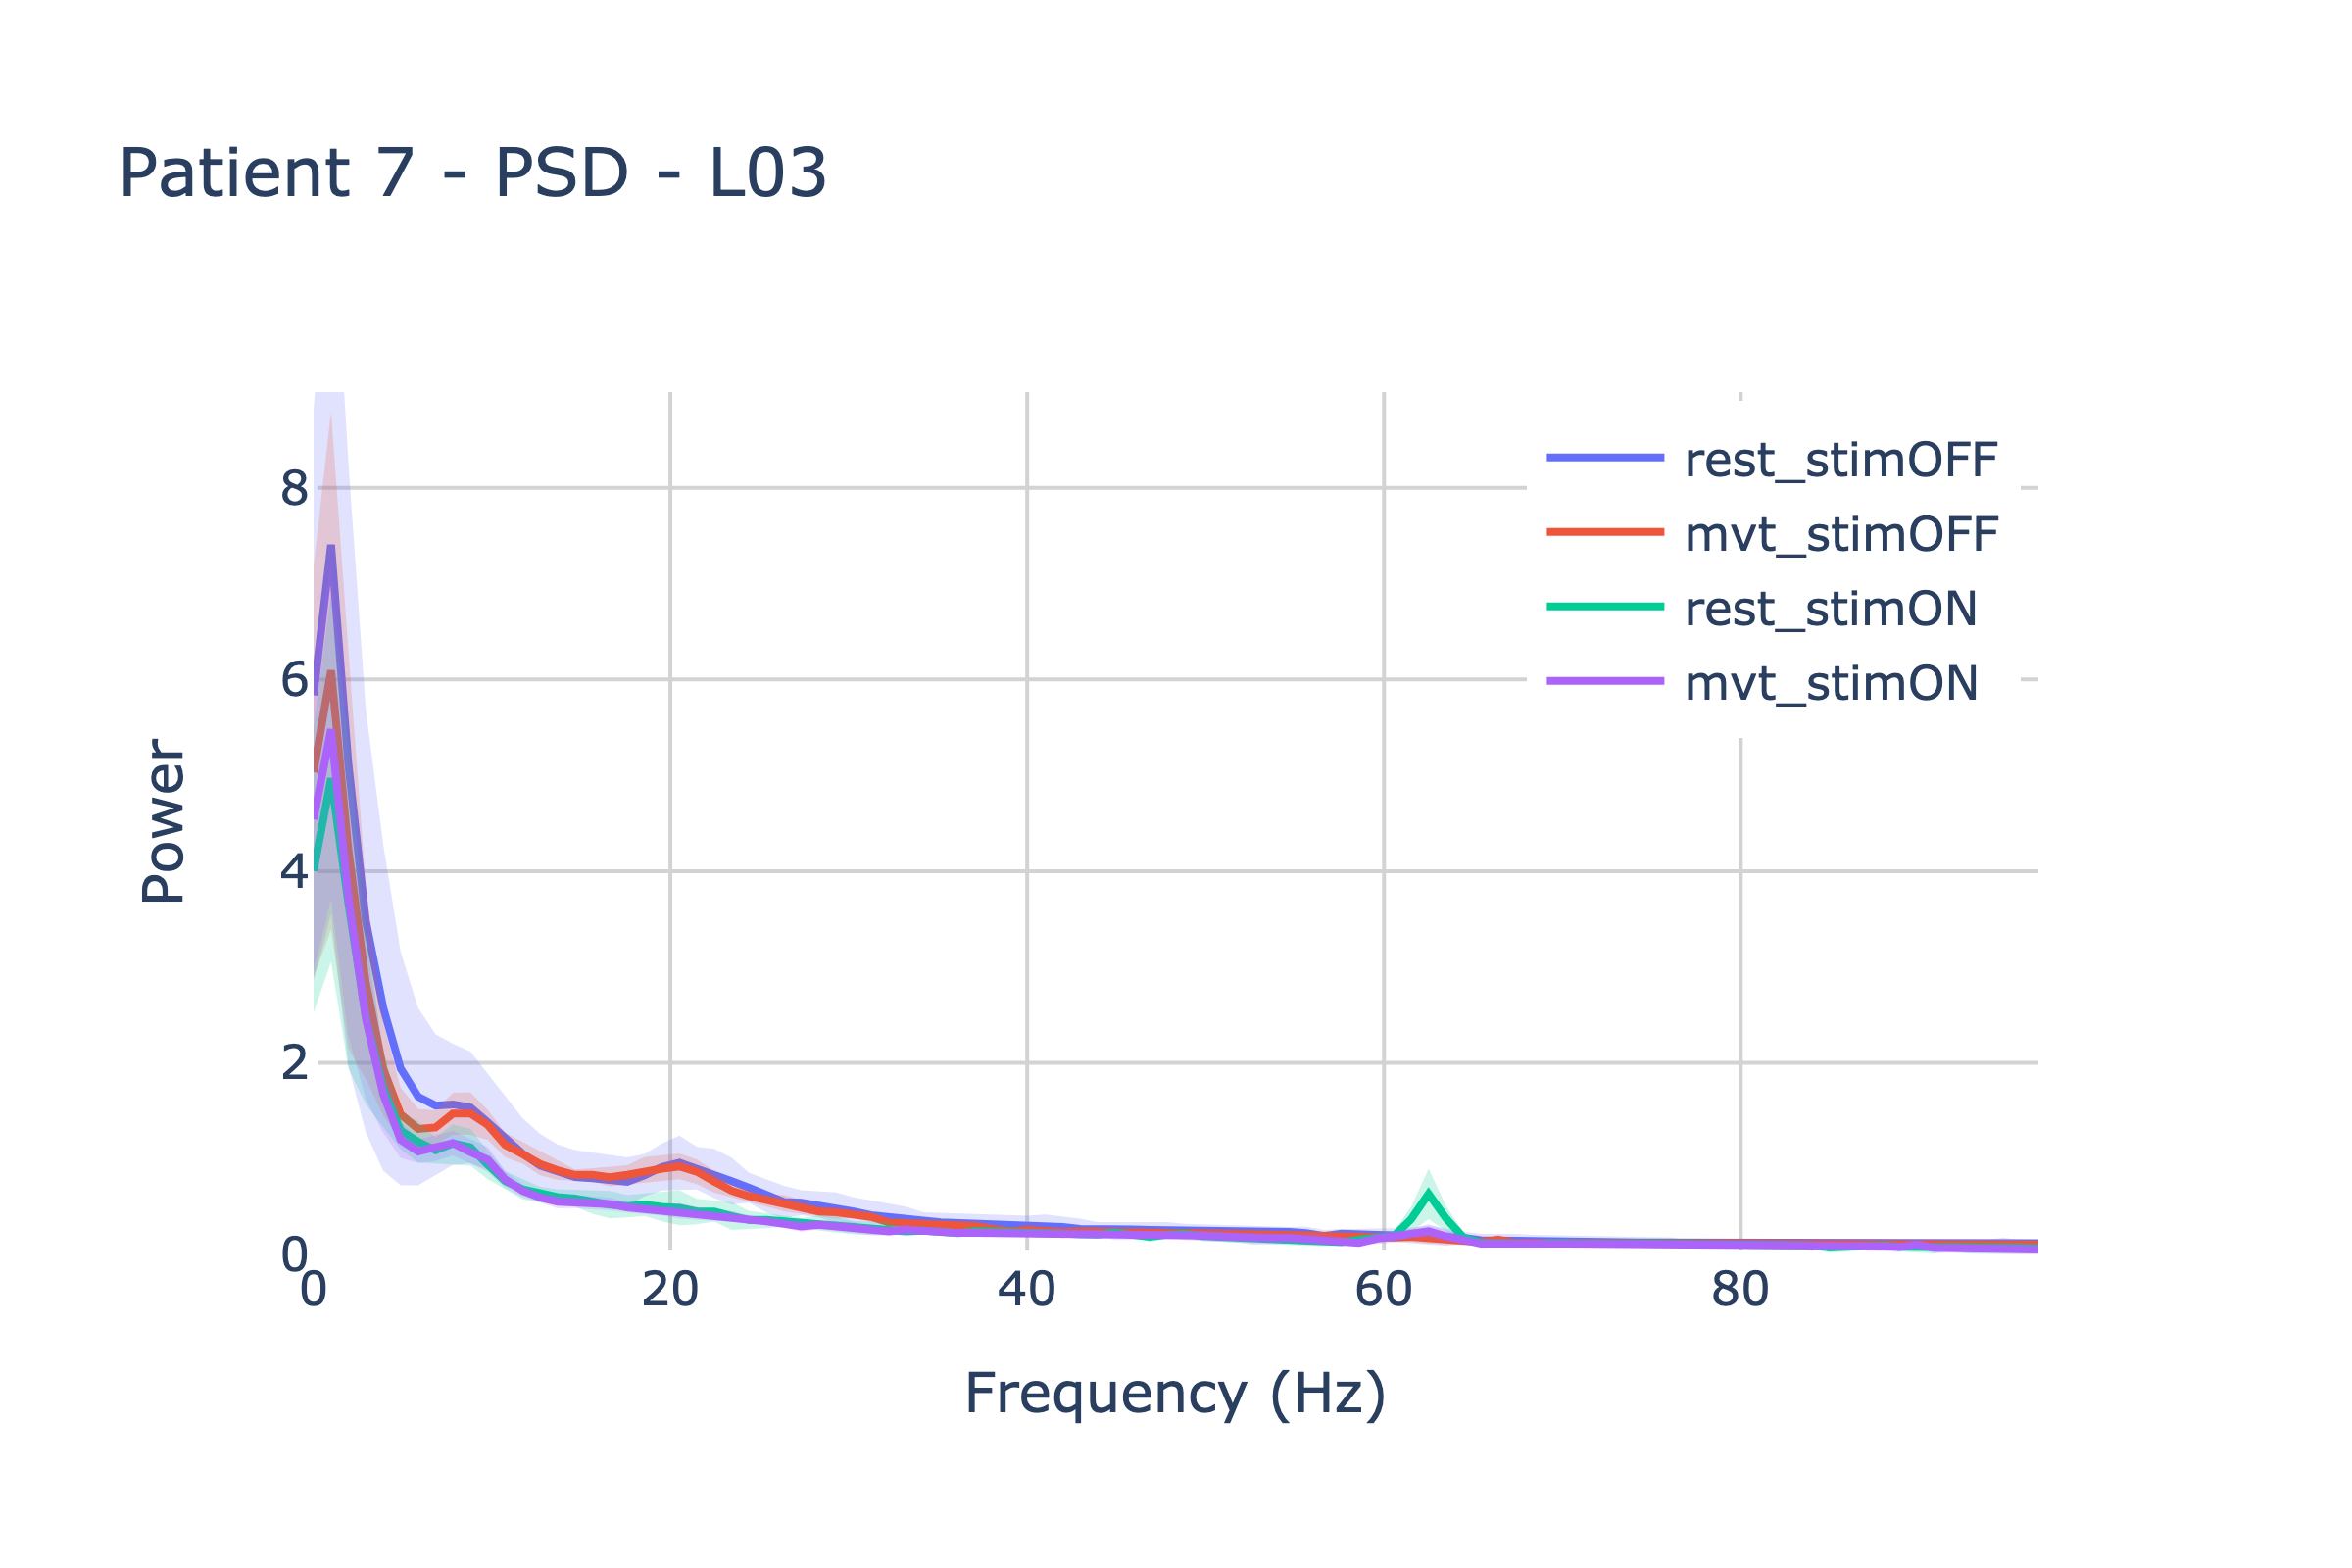 Patient 7 - PSD - L03
rest_stimOFF
mvt_stimOFF
rest_stimON
mvt_stimON
8
6
4
2
0
Power
0 20 40 60 80
Frequency (Hz)